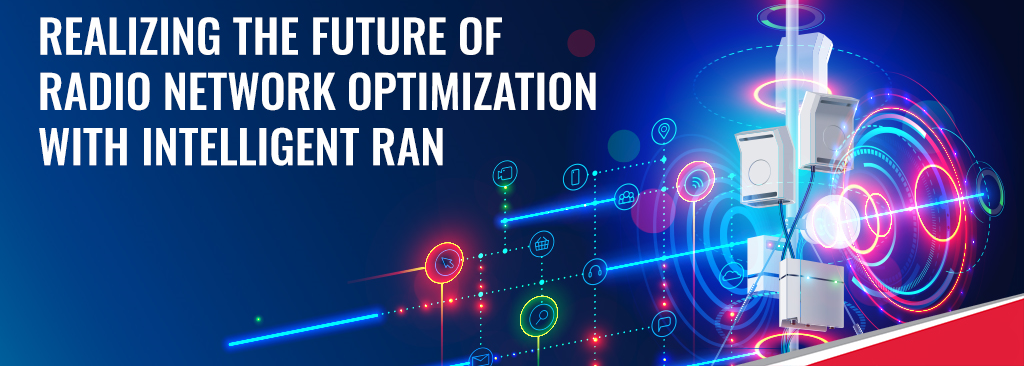 REALIZING THE FUTURE OF
RADIO NETWORK OPTIMIZATION
WITH INTELLIGENT RAN